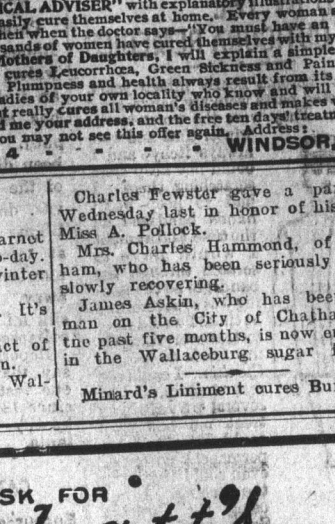 ICAL ADVISER" with explanatory illustrations
easily cure themselves at home. Every woman
hen when the doctor says—"You must have an
sands of women have cured themselves with my
Mothers of Daughters, I will explain a simple
cures Leucorrhœa, Green Sickness and Pain
Plumpness and health always result from its
adies of your own locality who know and will
t really cures all woman's diseases and makes
d me your address, and the free ten days' treatm
ou may not see this offer again. Address:
4 - - - - WINDSOR,
arnot
o-day.
winter
It's
ct of
n.
Wal-
Charles Fewster gave a pa
Wednesday last in honor of his
Miss A. Pollock.
Mrs. Charles Hammond, of
ham, who has been seriously
slowly recovering.
James Askin, who has bee
man on the City of Chatha
the past five months, is now e
in the Wallaceburg sugar
Minard's Liniment cures Bu
SK FOR